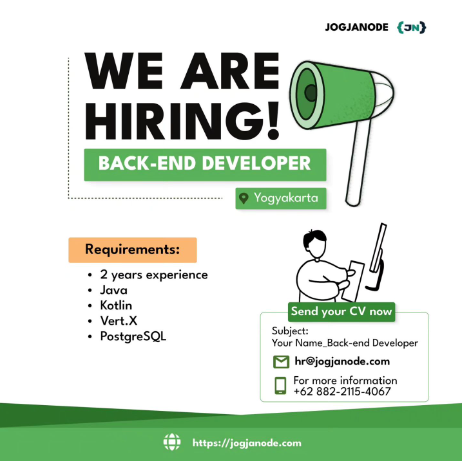 JOGJANODE {JN}
WE ARE
HIRING!
BACK-END DEVELOPER
Yogyakarta
Requirements:
• 2 years experience
• Java
• Kotlin
• Vert.X
• PostgreSQL
Send your CV now
Subject:
Your Name_Back-end Developer
hr@jogjanode.com
For more information
+62 882-2115-4067
https://jogjanode.com